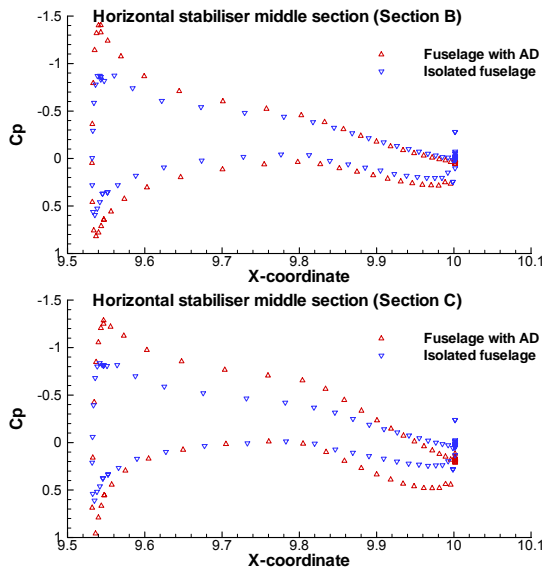 Horizontal stabiliser middle section (Section B)
-1.5
-1
-0.5
0
0.5
1
Cp
Fuselage with AD
Isolated fuselage
9.5 9.6 9.7 9.8 9.9 10 10.1
X-coordinate
Horizontal stabiliser middle section (Section C)
-1.5
-1
-0.5
0
0.5
1
Cp
Fuselage with AD
Isolated fuselage
9.5 9.6 9.7 9.8 9.9 10 10.1
X-coordinate